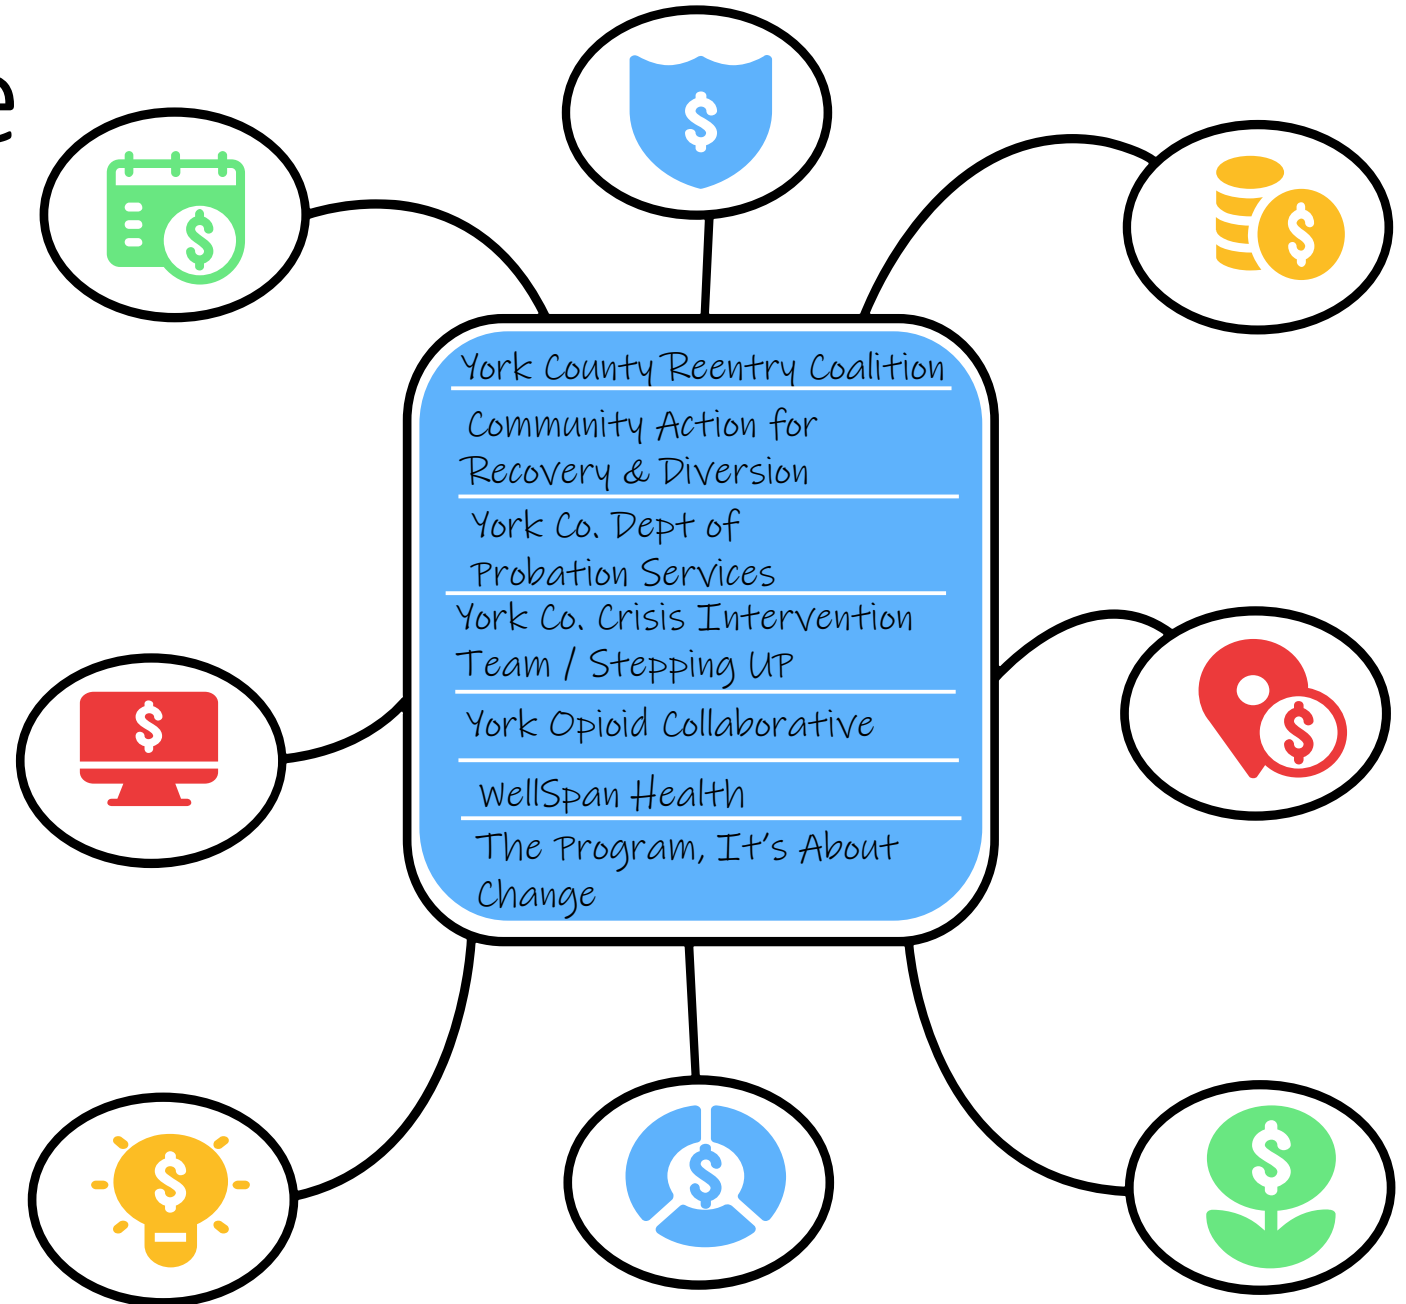 e
York County Reentry Coalition
Community Action for
Recovery & Diversion
York Co. Dept of
Probation Services
York Co. Crisis Intervention
Team / Stepping UP
York Opioid Collaborative
WellSpan Health
The Program, It's About
Change
$
$
$
$
$
$
$
$